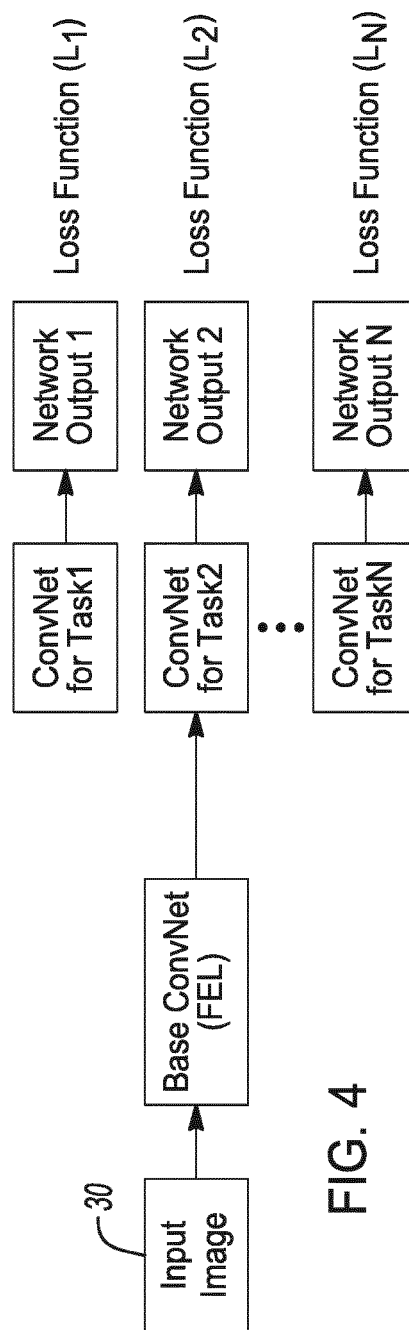 30
Input
Image
Base ConvNet
(FEL)
ConvNet
for Task1
Network
Output 1
Loss Function (L1)
ConvNet
for Task2
Network
Output 2
Loss Function (L2)
ConvNet
for TaskN
Network
Output N
Loss Function (LN)
FIG. 4